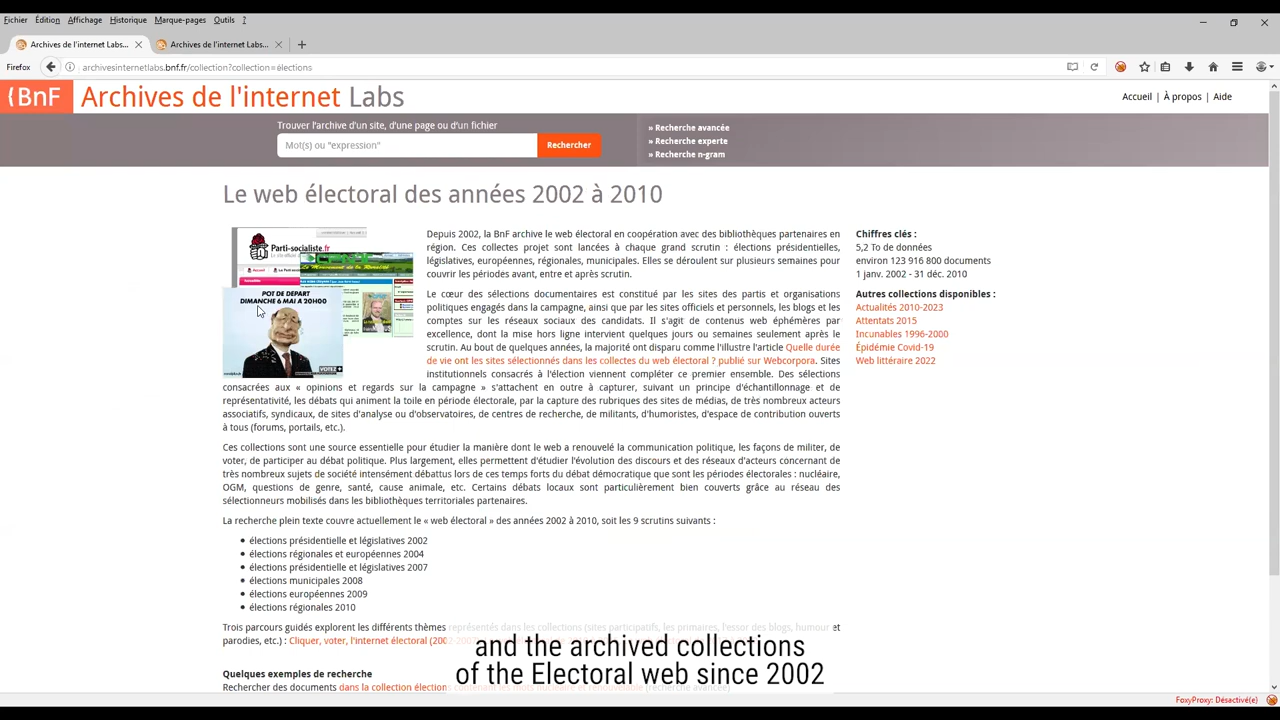 Fichier Édition Affichage Historique Marque-pages Outils ?
Archives de l'internet Labs... Archives de l'internet Labs...
Firefox archivesinternetlabs.bnf.fr/collection?collection=élections
BnF Archives de l'internet Labs
Accueil | À propos | Aide
Trouver l'archive d'un site, d'une page ou d'un fichier
Mot(s) ou "expression" Rechercher
» Recherche avancée
» Recherche experte
» Recherche n-gram
Le web électoral des années 2002 à 2010
Parti-socialiste.fr
POT DE DEPART
DIMANCHE 6 MAI A 20H00
VOTEZ
Depuis 2002, la BnF archive le web électoral en coopération avec des bibliothèques partenaires en
région. Ces collectes projet sont lancées à chaque grand scrutin : élections présidentielles,
législatives, européennes, régionales, municipales. Elles se déroulent sur plusieurs semaines pour
couvrir les périodes avant, entre et après scrutin.
Le cœur des sélections documentaires est constitué par les sites des partis et organisations
politiques engagés dans la campagne, ainsi que par les sites officiels et personnels, les blogs et les
comptes sur les réseaux sociaux des candidats. Il s'agit de contenus web éphémères par
excellence, dont la mise hors ligne intervient quelques jours ou semaines seulement après le
scrutin. Au bout de quelques années, la majorité ont disparu comme l'illustre l'article Quelle durée
de vie ont les sites sélectionnés dans les collectes du web électoral ? publié sur Webcorpora. Sites
institutionnels consacrés à l'élection viennent compléter ce premier ensemble. Des sélections
consacrées aux « opinions et regards sur la campagne » s'attachent en outre à capturer, suivant un principe d'échantillonnage et de
représentativité, les débats qui animent la toile en période électorale, par la capture des rubriques des sites de médias, de très nombreux acteurs
associatifs, syndicaux, de sites d'analyse ou d'observatoires, de centres de recherche, de militants, d'humoristes, d'espace de contribution ouverts
à tous (forums, portails, etc.).
Ces collections sont une source essentielle pour étudier la manière dont le web a renouvelé la communication politique, les façons de militer, de
voter, de participer au débat politique. Plus largement, elles permettent d'étudier l'évolution des discours et des réseaux d'acteurs concernant de
très nombreux sujets de société intensément débattus lors de ces temps forts du débat démocratique que sont les périodes électorales : nucléaire,
OGM, questions de genre, santé, cause animale, etc. Certains débats locaux sont particulièrement bien couverts grâce au réseau des
sélectionneurs mobilisés dans les bibliothèques territoriales partenaires.
La recherche plein texte couvre actuellement le « web électoral » des années 2002 à 2010, soit les 9 scrutins suivants :
• élections présidentielle et législatives 2002
• élections régionales et européennes 2004
• élections présidentielle et législatives 2007
• élections municipales 2008
• élections européennes 2009
• élections régionales 2010
Trois parcours guidés explorent les différents thèmes représentés dans les collections (sites participatifs, les primaires, l'essor des blogs, humour et
parodies, etc.) : Cliquer, voter, l'internet électoral (2002-2007)
Quelques exemples de recherche
Rechercher des documents dans la collection élections contenant les mots nucléaire et renouvelable (recherche avancée)
Chiffres clés :
5,2 To de données
environ 123 916 800 documents
1 janv. 2002 - 31 déc. 2010
Autres collections disponibles :
Actualités 2010-2023
Attentats 2015
Incunables 1996-2000
Épidémie Covid-19
Web littéraire 2022
and the archived collections
of the Electoral web since 2002
FoxyProxy: Désactivé(e)